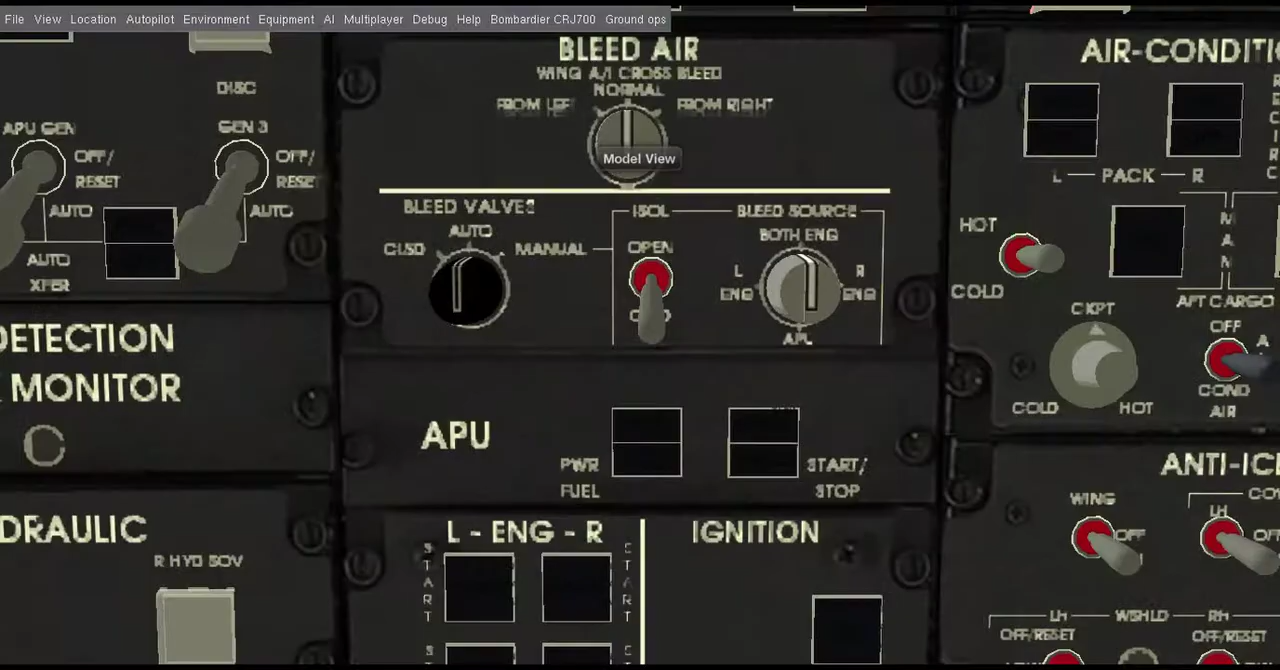 File View Location Autopilot Environment Equipment AI Multiplayer Debug Help Bombardier CRJ700 Ground ops
BLEED AIR
WING A/I CROSS BLEED
NORMAL
FROM LEFT
FROM RIGHT
Model View
DISC
APU GEN
GEN 2
OFF/
RESET
AUTO
OFF/
RESE
AUTO
AUTO
XFER
BLEED VALVES
CLSD
AUTO
MANUAL
ISOL
OPEN
BLEED SOURCE
BOTH ENG
L
ENG
R
ENG
AIR-CONDITI
L
PACK
R
HOT
COLD
M
A
N
CKPT
COLD
HOT
AFT CARGO
OFF
A
COND
AIR
DETECTION
MONITOR
APU
PWR
FUEL
START/
STOP
DRAULIC
R HYD SOV
L - ENG - R
START
IGNITION
ANTI-ICE
WING
OFF
LH
LH
WSHLD
RH
OFF/RESET
OFF/RESET